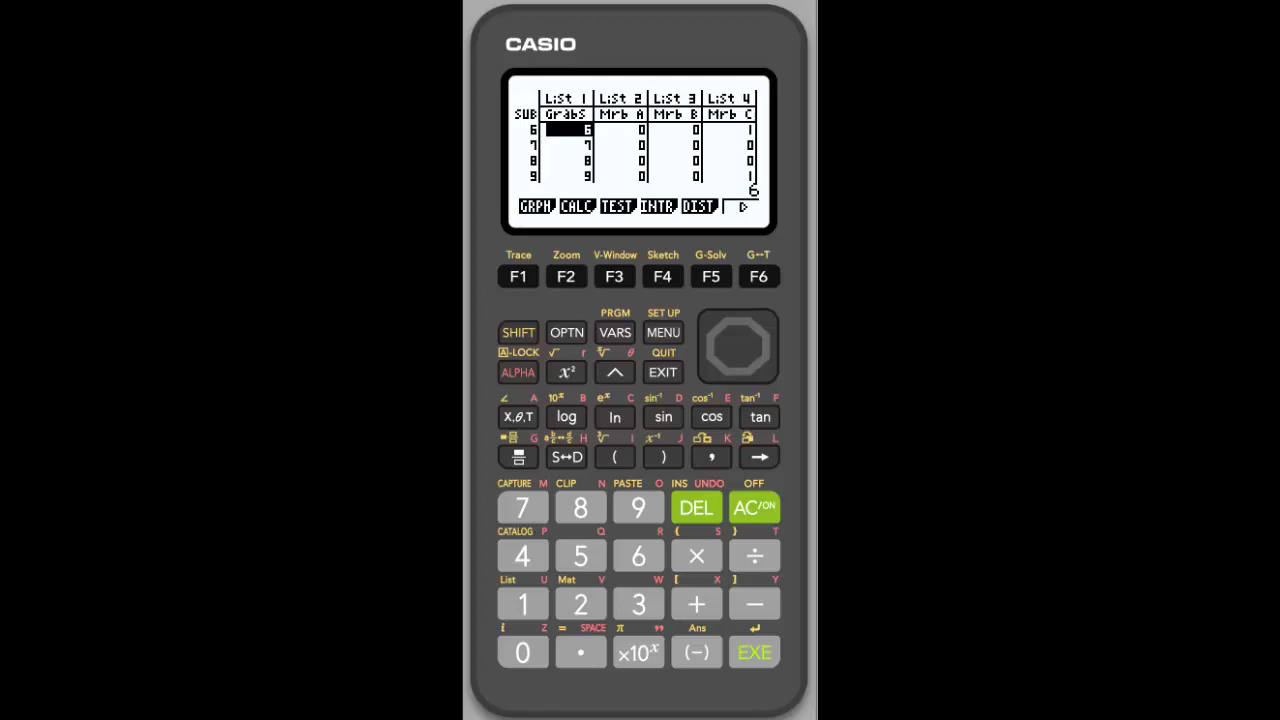 CASIO
List 1 List 2 List 3 List 4
SUB GrabS Mrb A Mrb B Mrb C
6 6 0 0 1
7 7 0 0 0
8 8 0 0 0
9 9 0 0 1
6
GRPH CALC TEST INTR DIST ▷
Trace Zoom V-Window Sketch G-Solv G↔T
F1 F2 F3 F4 F5 F6
PRGM SET UP
SHIFT OPTN VARS MENU
A-LOCK √ r ˣ√ θ QUIT
ALPHA x² ^ EXIT
∠ A 10ˣ B eˣ C sin⁻¹ D cos⁻¹ E tan⁻¹ F
X,θ,T log ln sin cos tan
G a b/c↔d/c H ³√ I x⁻¹ J K L
S↔D ( ) , →
CAPTURE M CLIP N PASTE O INS UNDO OFF
7 8 9 DEL AC/ON
CATALOG P Q R { S } T
4 5 6 × ÷
List U Mat V W [ X ] Y
1 2 3 + −
i Z = SPACE π " Ans ↵
0 . ×10ˣ (−) EXE